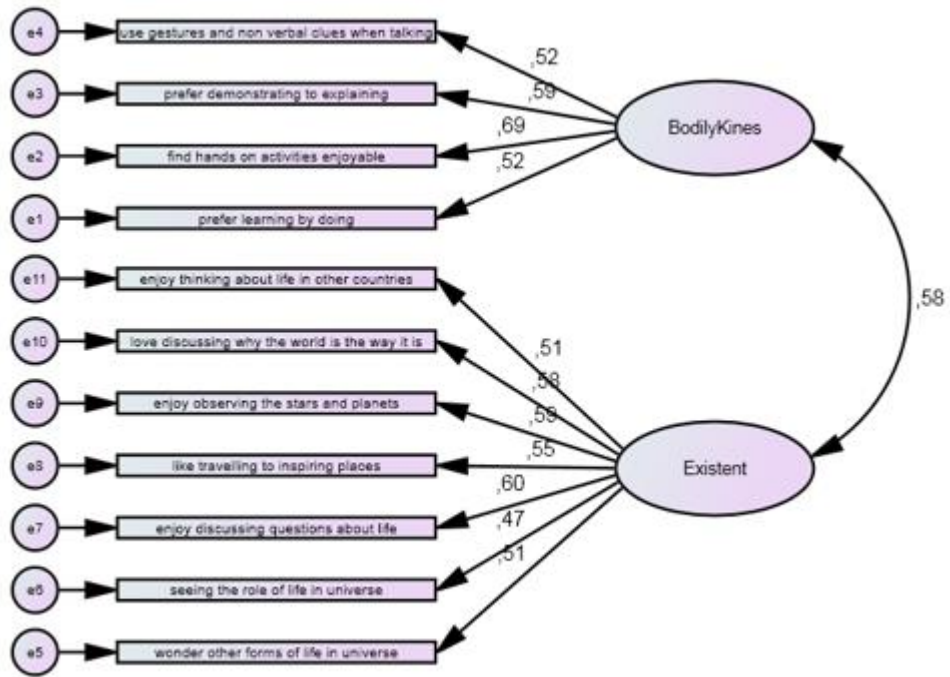 e4
use gestures and non verbal clues when talking
,52
e3
prefer demonstrating to explaining
,59
BodilyKines
e2
find hands on activities enjoyable
,69
e1
prefer learning by doing
,52
e11
enjoy thinking about life in other countries
,58
e10
love discussing why the world is the way it is
,51
e9
enjoy observing the stars and planets
,58
e8
like travelling to inspiring places
,59
Existent
e7
enjoy discussing questions about life
,55
e6
seeing the role of life in universe
,60
e5
wonder other forms of life in universe
,47
,51